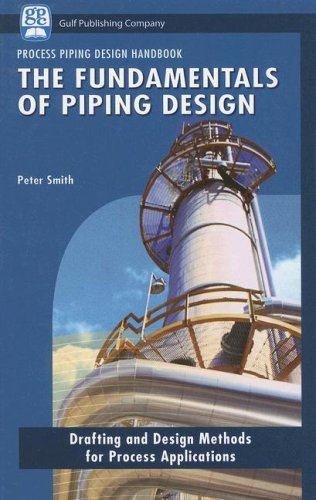 gpc
Gulf Publishing Company
PROCESS PIPING DESIGN HANDBOOK
THE FUNDAMENTALS
OF PIPING DESIGN
Peter Smith
Drafting and Design Methods
for Process Applications